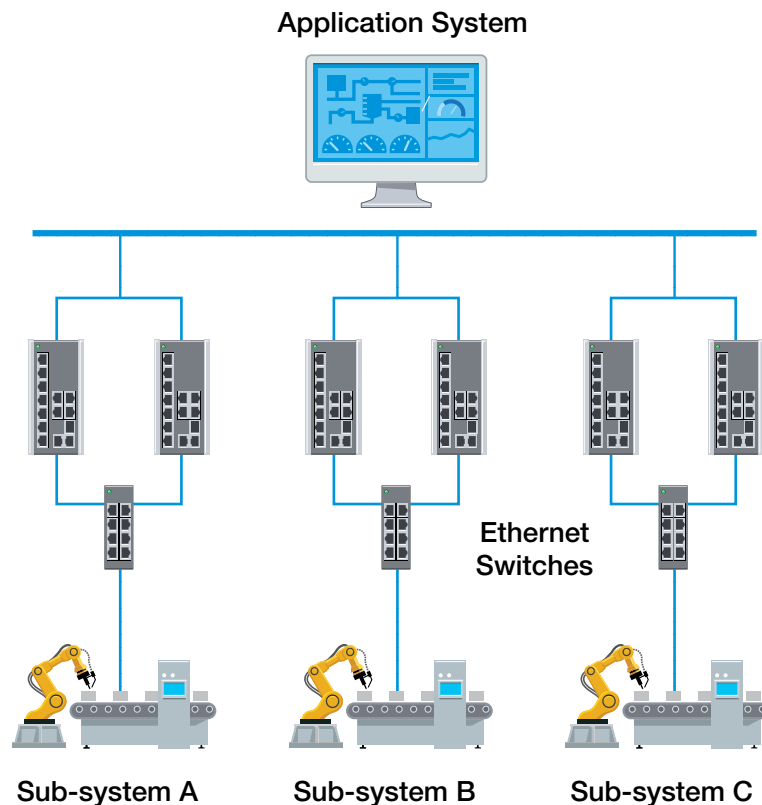 Application System
Ethernet
Switches
Sub-system A
Sub-system B
Sub-system C